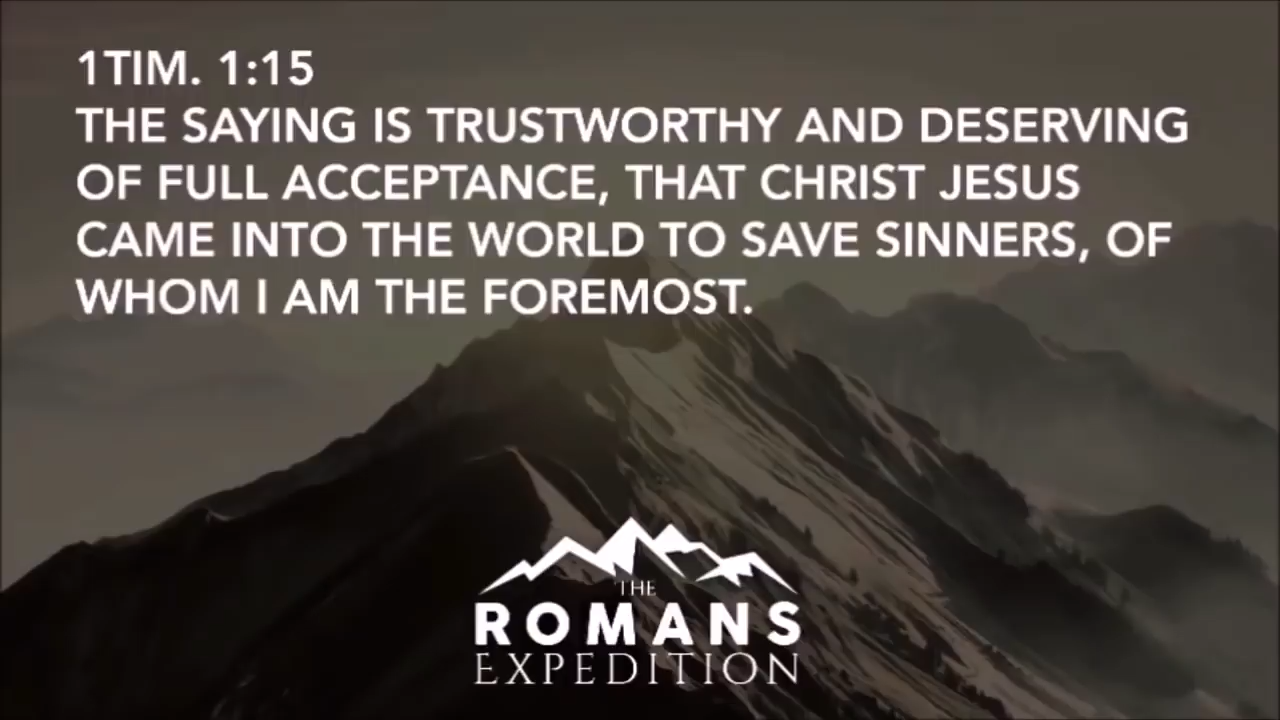 1TIM. 1:15
THE SAYING IS TRUSTWORTHY AND DESERVING
OF FULL ACCEPTANCE, THAT CHRIST JESUS
CAME INTO THE WORLD TO SAVE SINNERS, OF
WHOM I AM THE FOREMOST.
THE
ROMANS
EXPEDITION